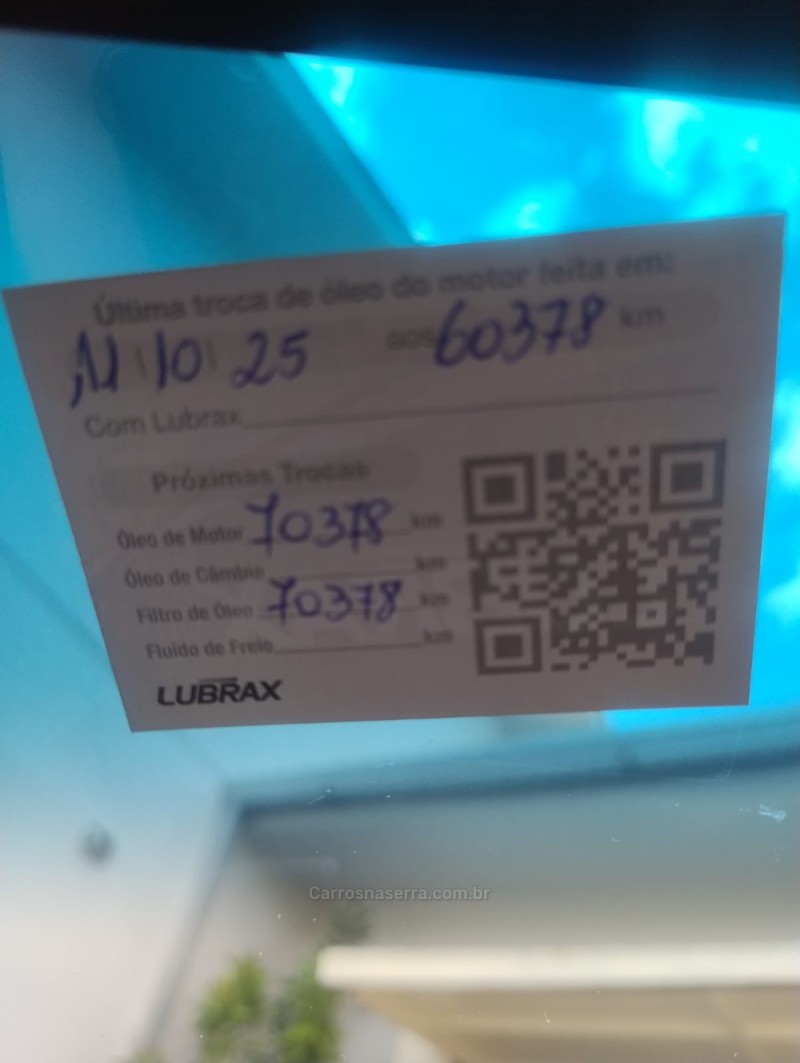 Última troca de óleo do motor feita em:
11 10 25 aos 60378 km
Com Lubrax
Próximas Trocas
Óleo de Motor 70378 km
Óleo de Câmbio km
Filtro de Óleo 70378 km
Fluido de Freio km
LUBRAX
Carrosnaserra.com.br